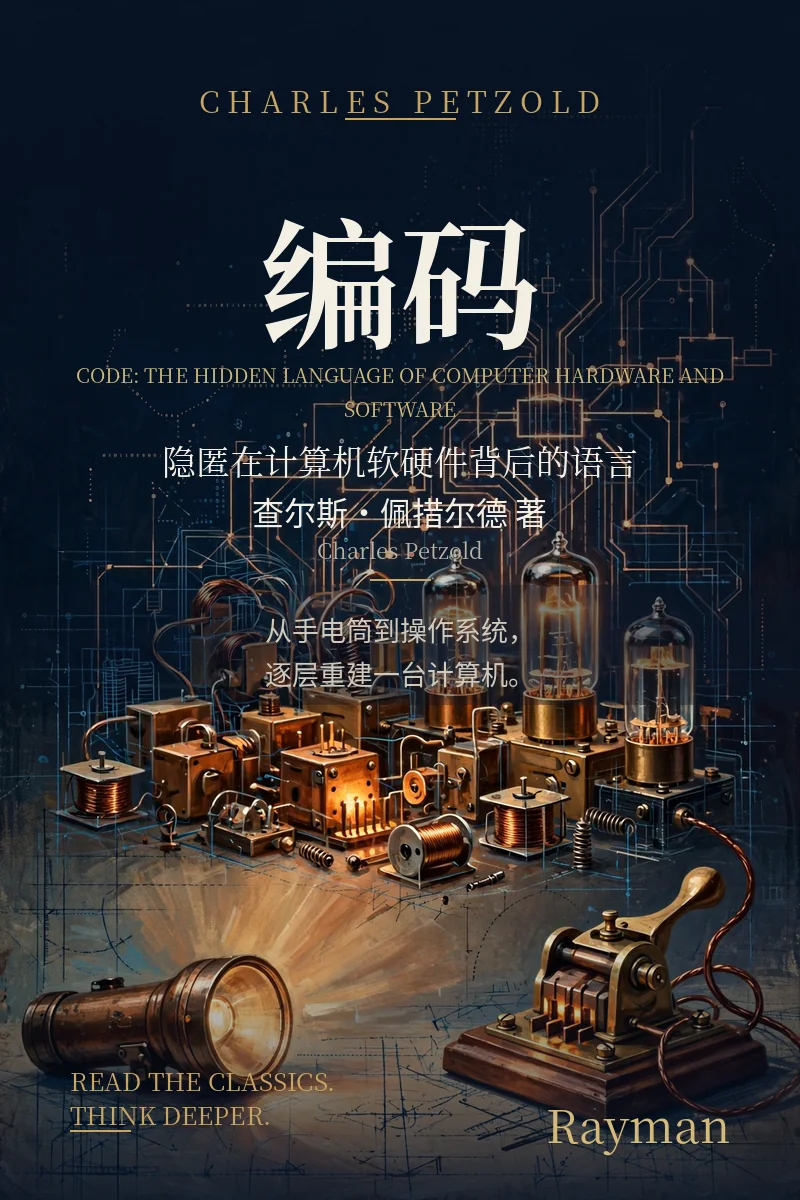 CHARLES PETZOLD
编码
CODE: THE HIDDEN LANGUAGE OF COMPUTER HARDWARE AND
SOFTWARE
隐匿在计算机软硬件背后的语言
查尔斯·佩措尔德 著
Charles Petzold
从手电筒到操作系统，
逐层重建一台计算机。
READ THE CLASSICS.
THINK DEEPER.
Rayman